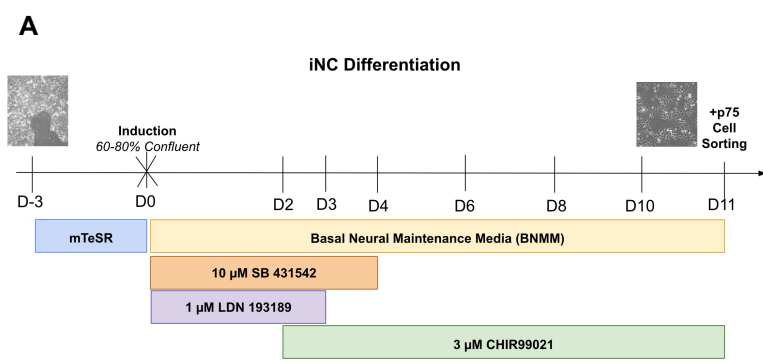 A
iNC Differentiation
Induction
60-80% Confluent
+p75
Cell
Sorting
D-3
D0
D2
D3
D4
D6
D8
D10
D11
mTeSR
Basal Neural Maintenance Media (BNMM)
10 µM SB 431542
1 µM LDN 193189
3 µM CHIR99021